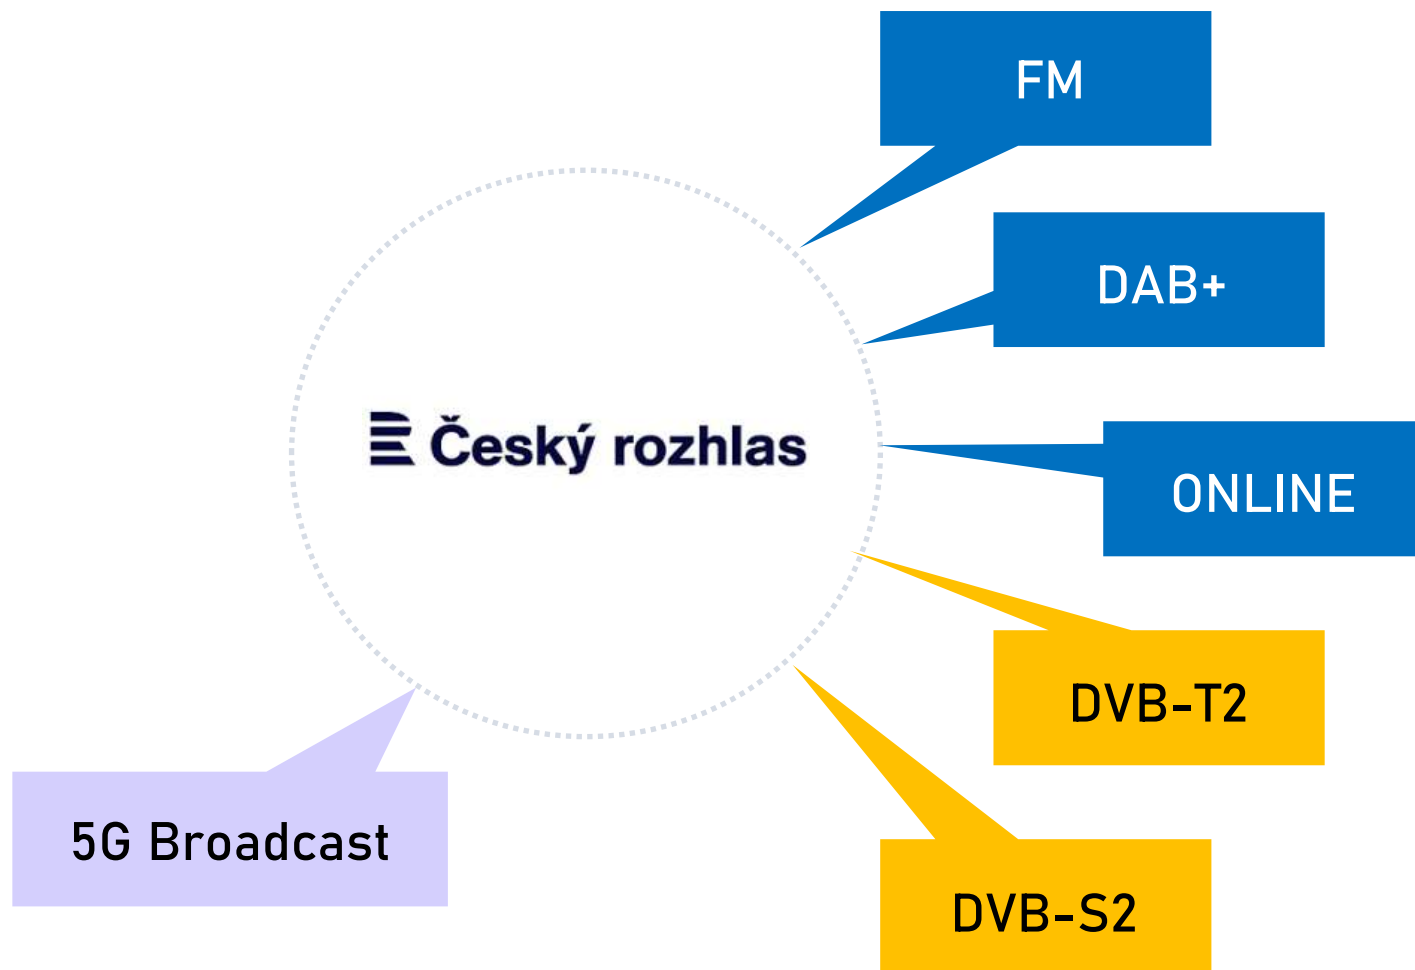 FM
DAB+
Český rozhlas
ONLINE
DVB-T2
5G Broadcast
DVB-S2